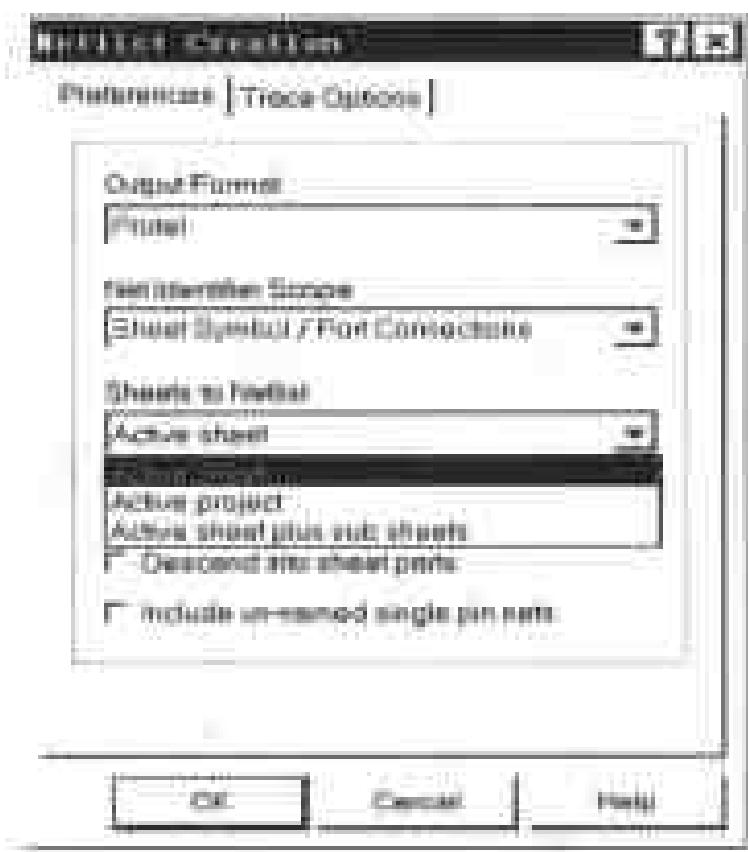 Netlist Creation
Preferences Trace Options
Output Format
Protel
Net Identifier Scope
Sheet Symbol / Port Connections
Sheets to Netlist
Active sheet
Active sheet
Active project
Active sheet plus sub sheets
Descend into sheet parts
Include un-named single pin nets
OK Cancel Help